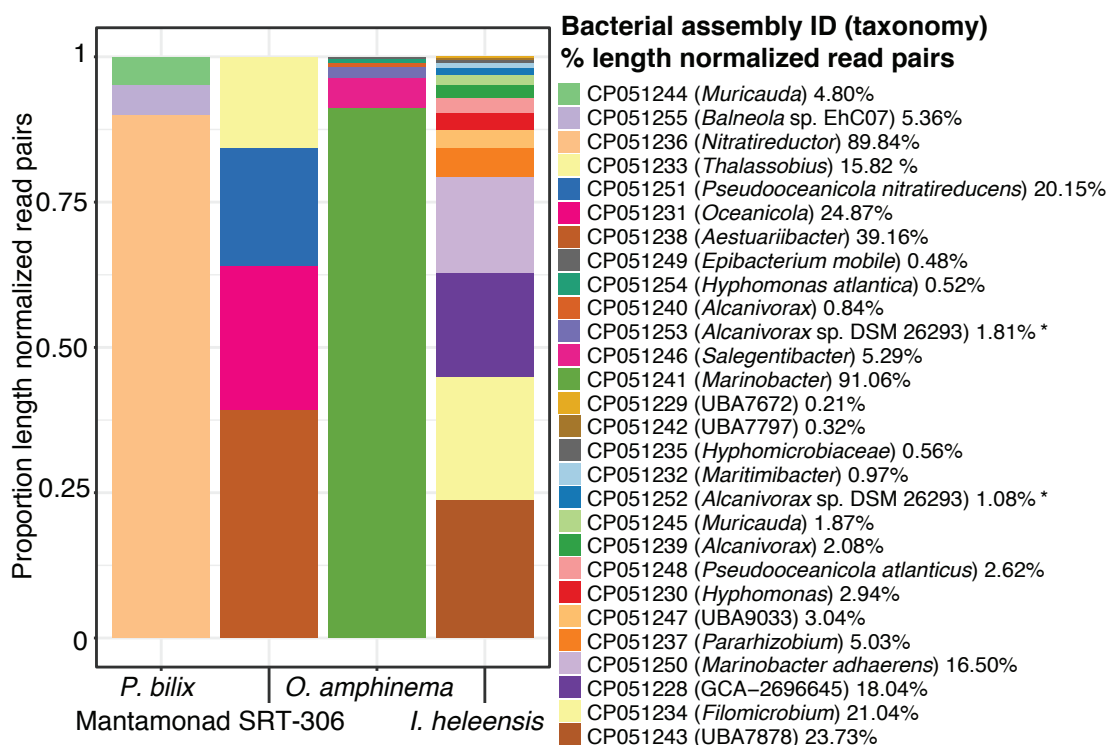 Bacterial assembly ID (taxonomy)
% length normalized read pairs
Proportion length normalized read pairs
1
0.75
0.50
0.25
0
P. bilix
O. amphinema
Mantamonad SRT-306
I. heleensis
CP051244 (Muricauda) 4.80%
CP051255 (Balneola sp. EhC07) 5.36%
CP051236 (Nitratireductor) 89.84%
CP051233 (Thalassobius) 15.82 %
CP051251 (Pseudooceanicola nitratireducens) 20.15%
CP051231 (Oceanicola) 24.87%
CP051238 (Aestuariibacter) 39.16%
CP051249 (Epibacterium mobile) 0.48%
CP051254 (Hyphomonas atlantica) 0.52%
CP051240 (Alcanivorax) 0.84%
CP051253 (Alcanivorax sp. DSM 26293) 1.81% *
CP051246 (Salegentibacter) 5.29%
CP051241 (Marinobacter) 91.06%
CP051229 (UBA7672) 0.21%
CP051242 (UBA7797) 0.32%
CP051235 (Hyphomicrobiaceae) 0.56%
CP051232 (Maritimibacter) 0.97%
CP051252 (Alcanivorax sp. DSM 26293) 1.08% *
CP051245 (Muricauda) 1.87%
CP051239 (Alcanivorax) 2.08%
CP051248 (Pseudooceanicola atlanticus) 2.62%
CP051230 (Hyphomonas) 2.94%
CP051247 (UBA9033) 3.04%
CP051237 (Pararhizobium) 5.03%
CP051250 (Marinobacter adhaerens) 16.50%
CP051228 (GCA−2696645) 18.04%
CP051234 (Filomicrobium) 21.04%
CP051243 (UBA7878) 23.73%